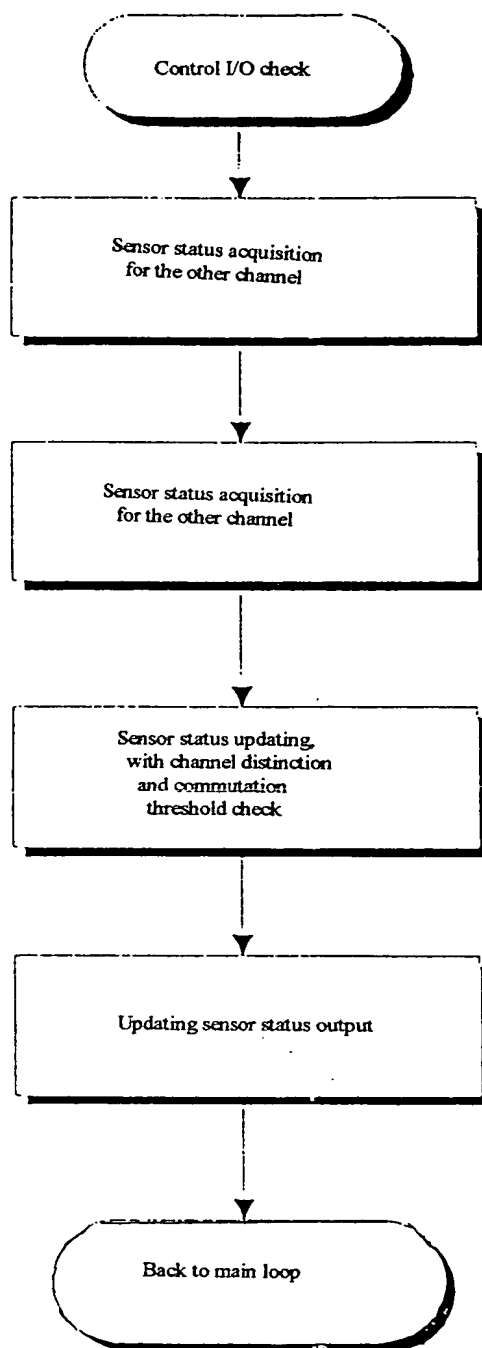 Control I/O check
Sensor status acquisition
for the other channel
Sensor status acquisition
for the other channel
Sensor status updating,
with channel distinction
and commutation
threshold check
Updating sensor status output
Back to main loop